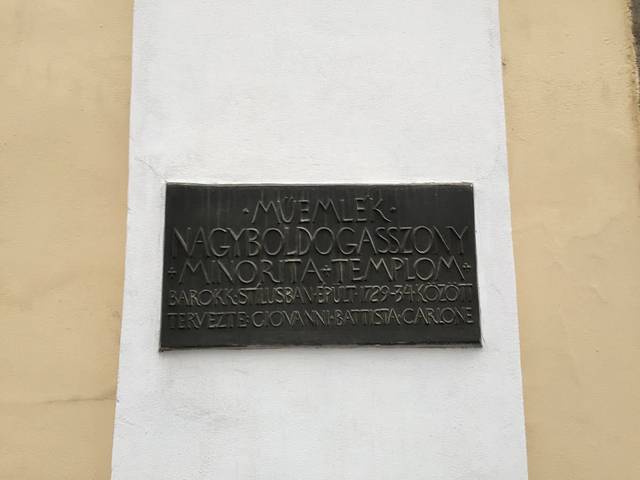 ·MŰEMLÉK·
NAGYBOLDOGASSZONY
+MINORITA+TEMPLOM+
BAROKK·STÍLUSBAN·ÉPÜLT·1729-34·KÖZÖTT
TERVEZTE·GIOVANNI·BATTISTA·CARLONE